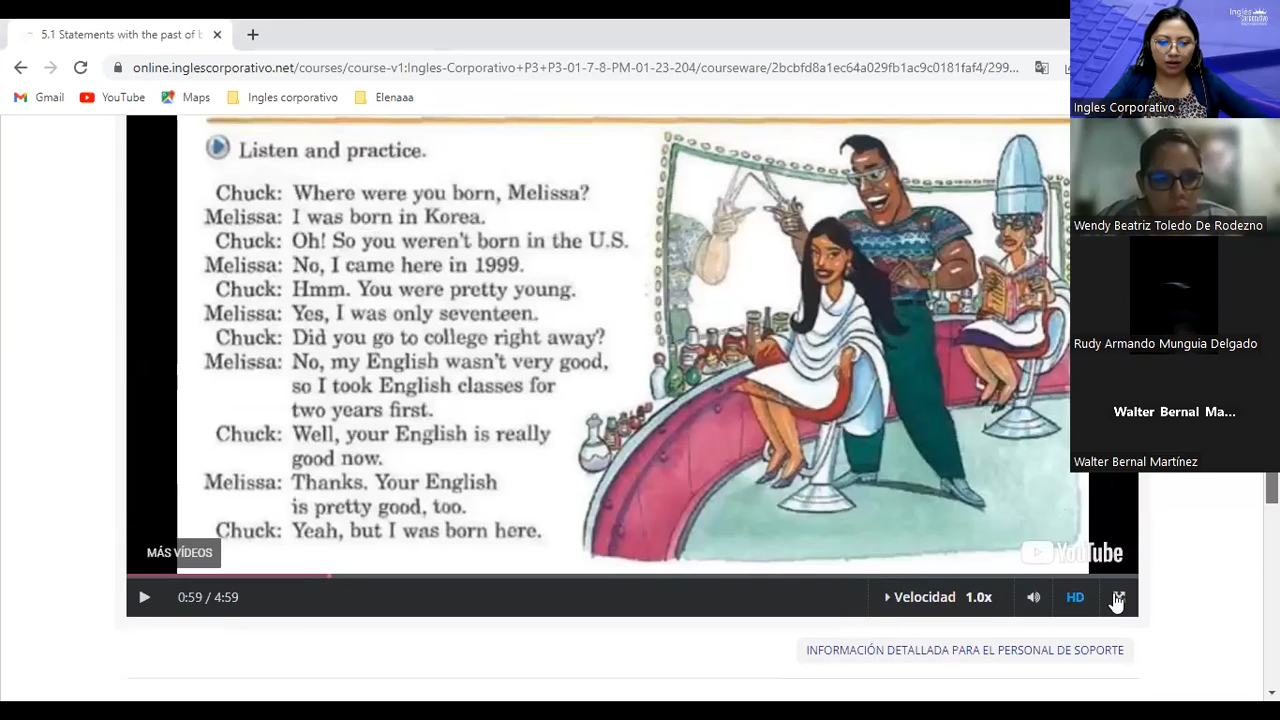 5.1 Statements with the past of b
online.inglescorporativo.net/courses/course-v1:Ingles-Corporativo+P3+P3-01-7-8-PM-01-23-204/courseware/2bcbfd8a1ec64a029fb1ac9c0181faf4/299...
Gmail YouTube Maps Ingles corporativo Elenaaa
Listen and practice.
Chuck: Where were you born, Melissa?
Melissa: I was born in Korea.
Chuck: Oh! So you weren't born in the U.S.
Melissa: No, I came here in 1999.
Chuck: Hmm. You were pretty young.
Melissa: Yes, I was only seventeen.
Chuck: Did you go to college right away?
Melissa: No, my English wasn't very good,
so I took English classes for
two years first.
Chuck: Well, your English is really
good now.
Melissa: Thanks. Your English
is pretty good, too.
Chuck: Yeah, but I was born here.
MÁS VÍDEOS
YouTube
0:59 / 4:59
Velocidad 1.0x
HD
INFORMACIÓN DETALLADA PARA EL PERSONAL DE SOPORTE
Inglés
Corporativo
Ingles Corporativo
Wendy Beatriz Toledo De Rodezno
Rudy Armando Munguia Delgado
Walter Bernal Ma...
Walter Bernal Martínez